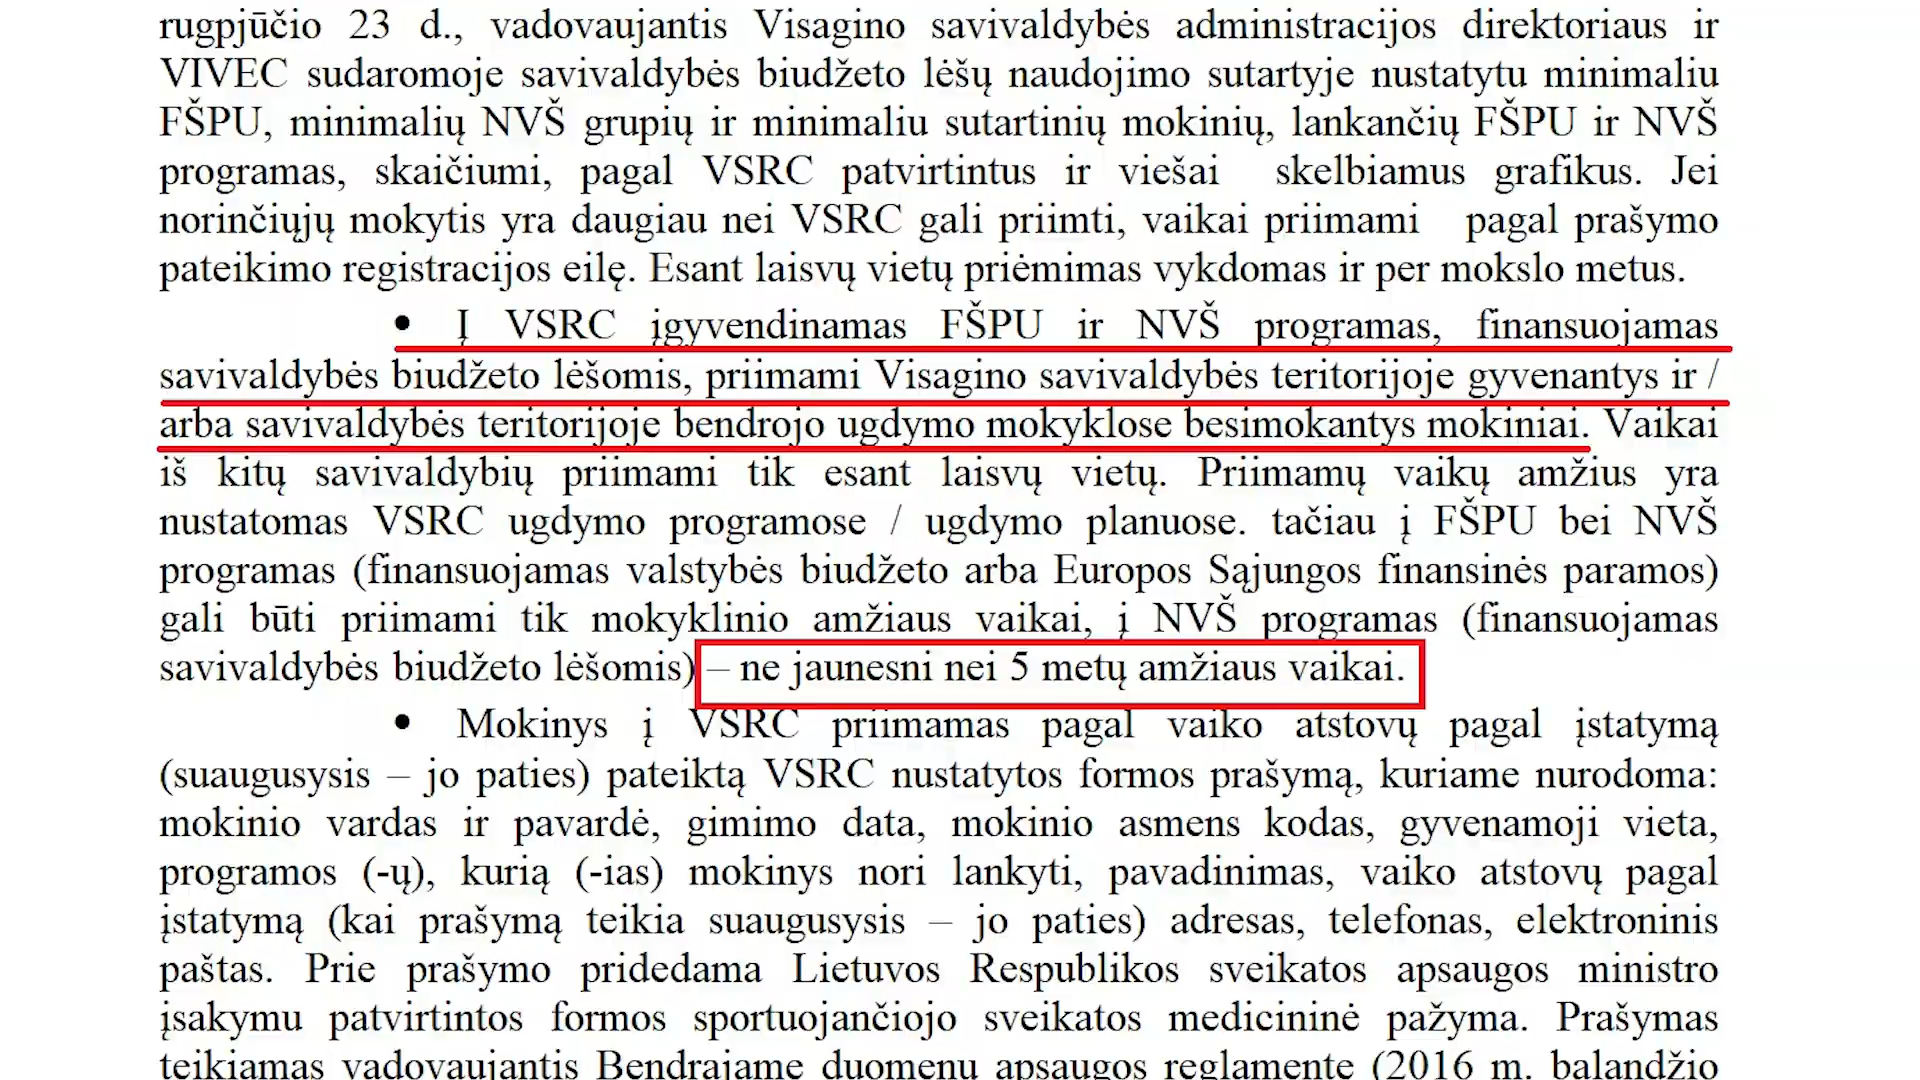 rugpjūčio 23 d., vadovaujantis Visagino savivaldybės administracijos direktoriaus ir
VIVEC sudaromoje savivaldybės biudžeto lėšų naudojimo sutartyje nustatytu minimaliu
FŠPU, minimalių NVŠ grupių ir minimaliu sutartinių mokinių, lankančių FŠPU ir NVŠ
programas, skaičiumi, pagal VSRC patvirtintus ir viešai skelbiamus grafikus. Jei
norinčiųjų mokytis yra daugiau nei VSRC gali priimti, vaikai priimami pagal prašymo
pateikimo registracijos eilę. Esant laisvų vietų priėmimas vykdomas ir per mokslo metus.
• Į VSRC įgyvendinamas FŠPU ir NVŠ programas, finansuojamas
savivaldybės biudžeto lėšomis, priimami Visagino savivaldybės teritorijoje gyvenantys ir /
arba savivaldybės teritorijoje bendrojo ugdymo mokyklose besimokantys mokiniai. Vaikai
iš kitų savivaldybių priimami tik esant laisvų vietų. Priimamų vaikų amžius yra
nustatomas VSRC ugdymo programose / ugdymo planuose. tačiau į FŠPU bei NVŠ
programas (finansuojamas valstybės biudžeto arba Europos Sąjungos finansinės paramos)
gali būti priimami tik mokyklinio amžiaus vaikai, į NVŠ programas (finansuojamas
savivaldybės biudžeto lėšomis) – ne jaunesni nei 5 metų amžiaus vaikai.
• Mokinys į VSRC priimamas pagal vaiko atstovų pagal įstatymą
(suaugusysis – jo paties) pateiktą VSRC nustatytos formos prašymą, kuriame nurodoma:
mokinio vardas ir pavardė, gimimo data, mokinio asmens kodas, gyvenamoji vieta,
programos (-ų), kurią (-ias) mokinys nori lankyti, pavadinimas, vaiko atstovų pagal
įstatymą (kai prašymą teikia suaugusysis – jo paties) adresas, telefonas, elektroninis
paštas. Prie prašymo pridedama Lietuvos Respublikos sveikatos apsaugos ministro
įsakymu patvirtintos formos sportuojančiojo sveikatos medicininė pažyma. Prašymas
teikiamas vadovaujantis Bendrajame duomenų apsaugos reglamente (2016 m. balandžio